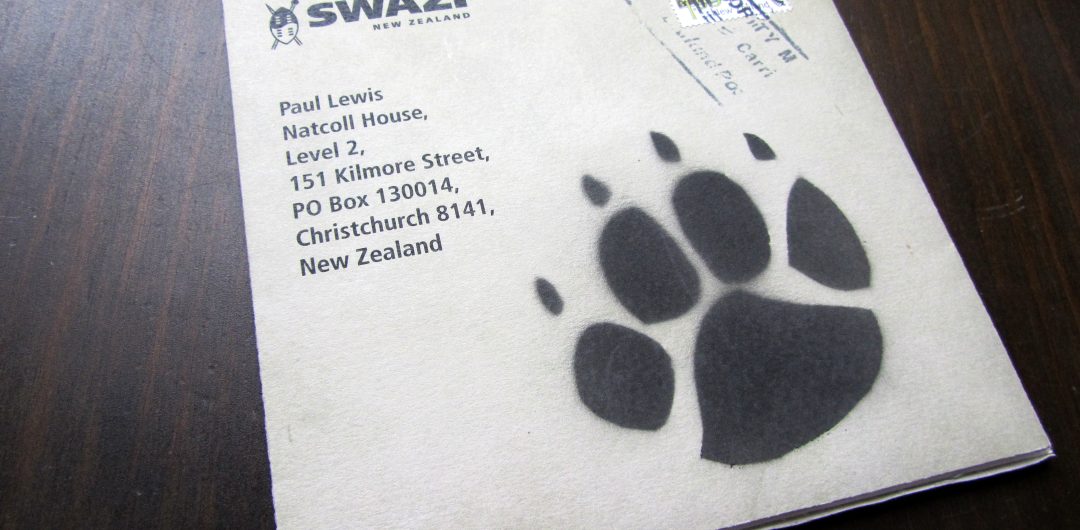 SWAZI
NEW ZEALAND
Paul Lewis
Natcoll House,
Level 2,
151 Kilmore Street,
PO Box 130014,
Christchurch 8141,
New Zealand